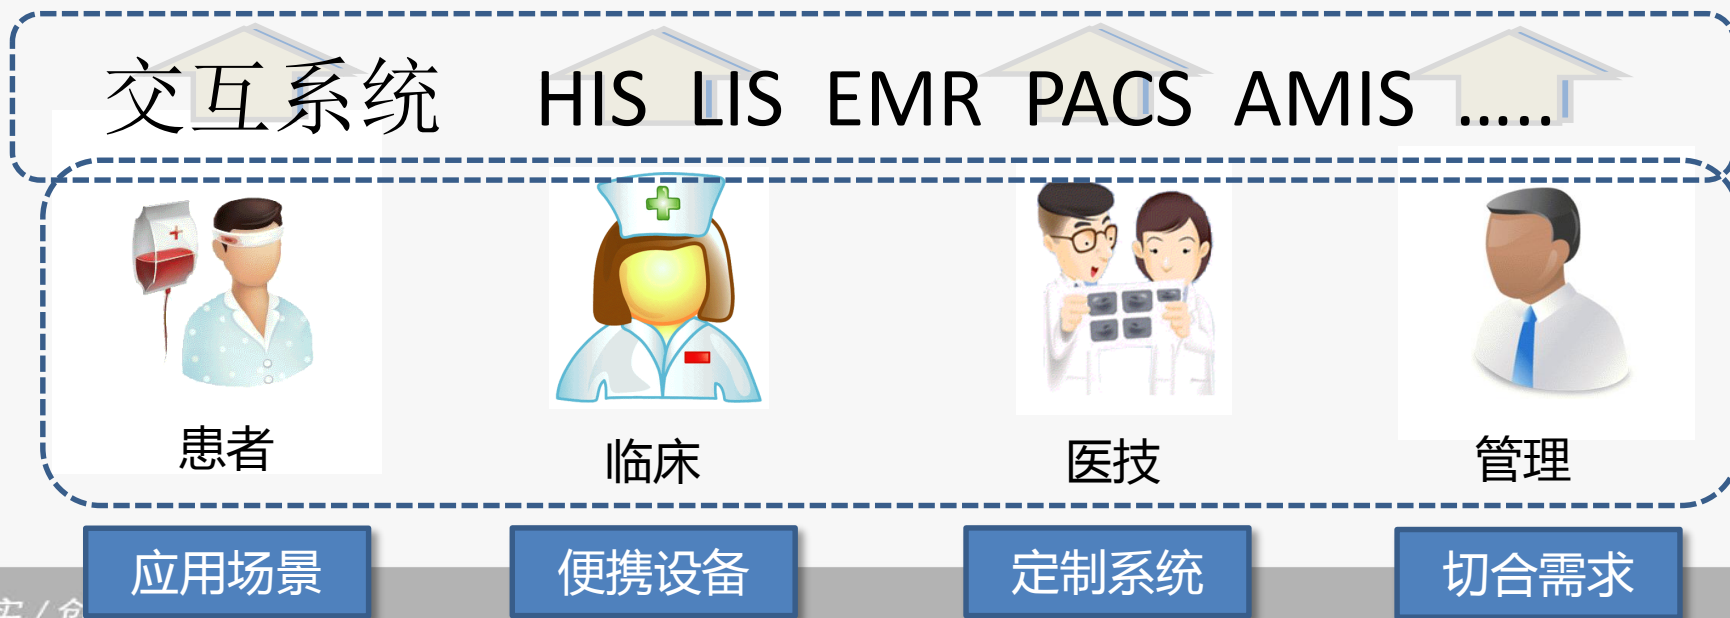 交互系统 HIS LIS EMR PACS AMIS .....
患者 临床 医技 管理
应用场景 便携设备 定制系统 切合需求